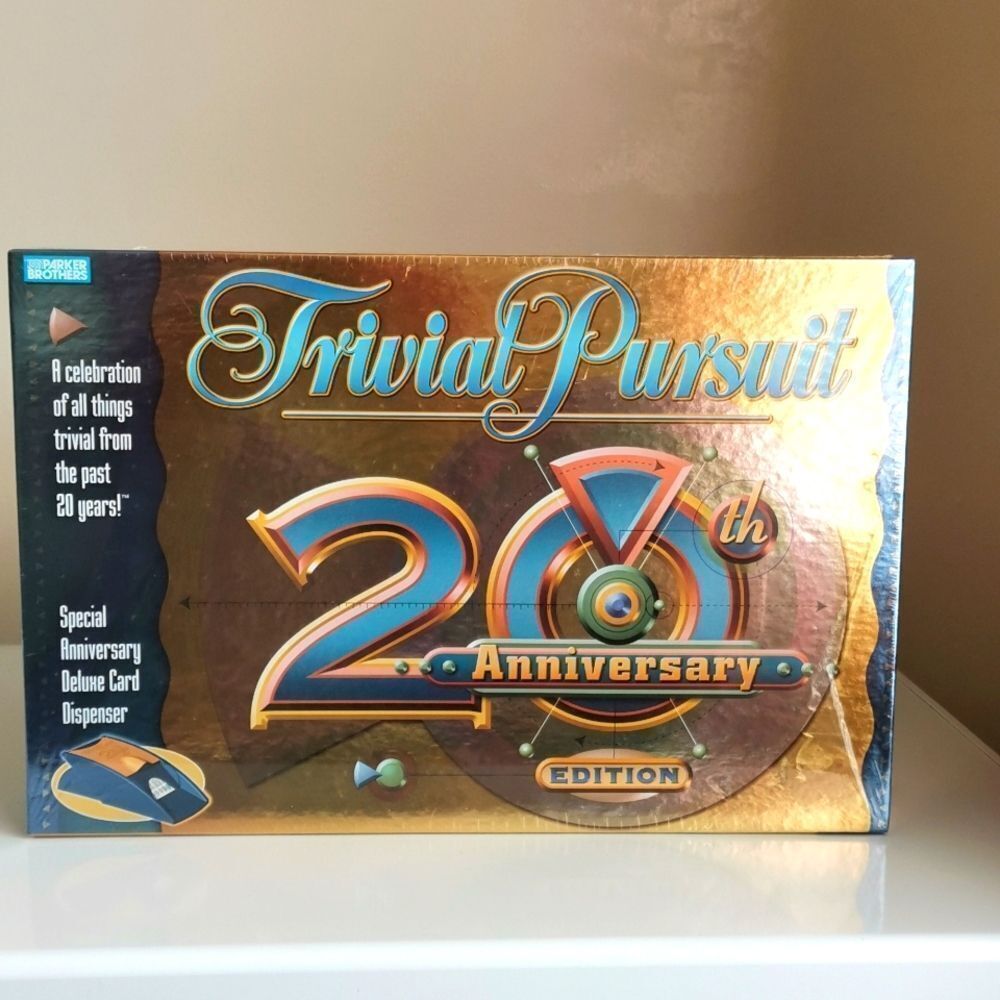 PARKER
BROTHERS
Trivial Pursuit
A celebration
of all things
trivial from
the past
20 years!™
20th
Anniversary
EDITION
Special
Anniversary
Deluxe Card
Dispenser